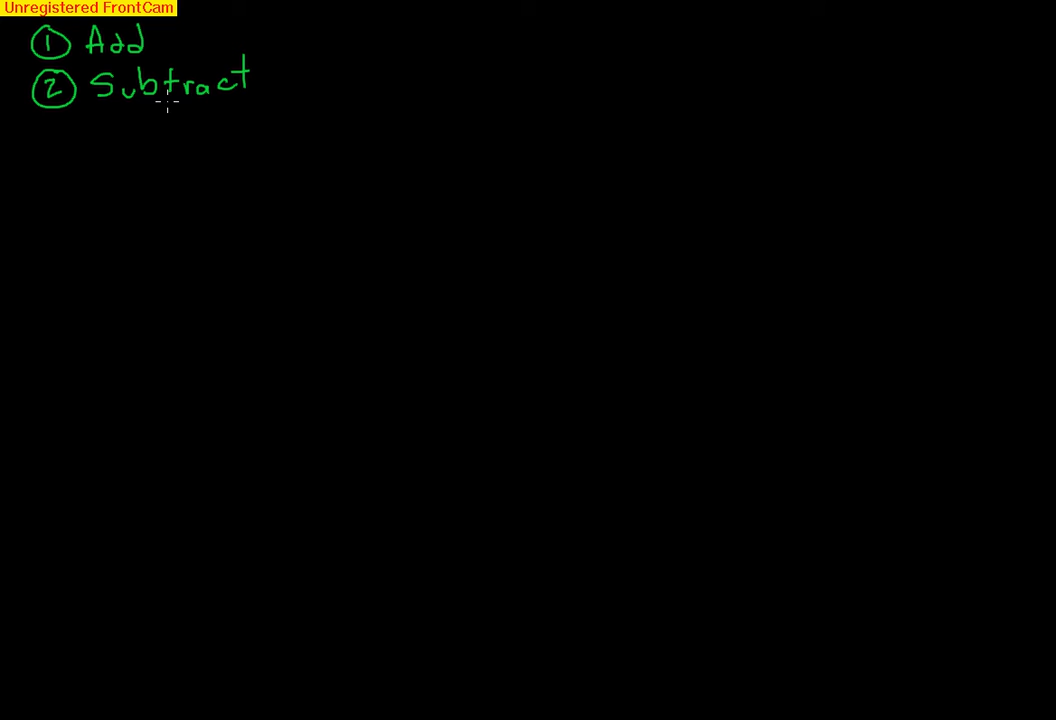 Unregistered FrontCam
① Add
② Subtract